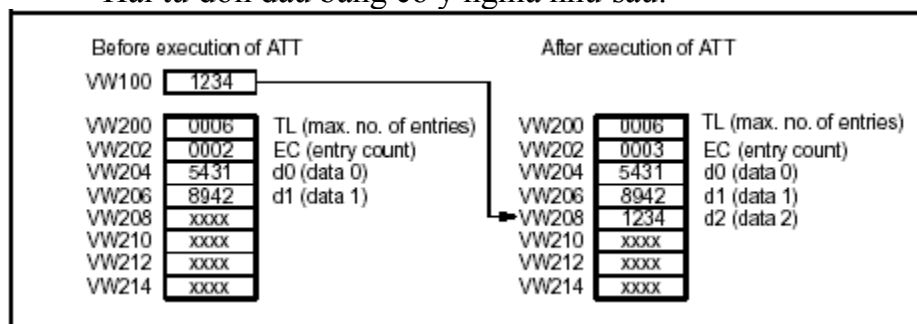 Before execution of ATT After execution of ATT
VW100 1234
VW200 0006 TL (max. no. of entries) VW200 0006 TL (max. no. of entries)
VW202 0002 EC (entry count) VW202 0003 EC (entry count)
VW204 5431 d0 (data 0) VW204 5431 d0 (data 0)
VW206 8942 d1 (data 1) VW206 8942 d1 (data 1)
VW208 xxxx VW208 1234 d2 (data 2)
VW210 xxxx VW210 xxxx
VW212 xxxx VW212 xxxx
VW214 xxxx VW214 xxxx